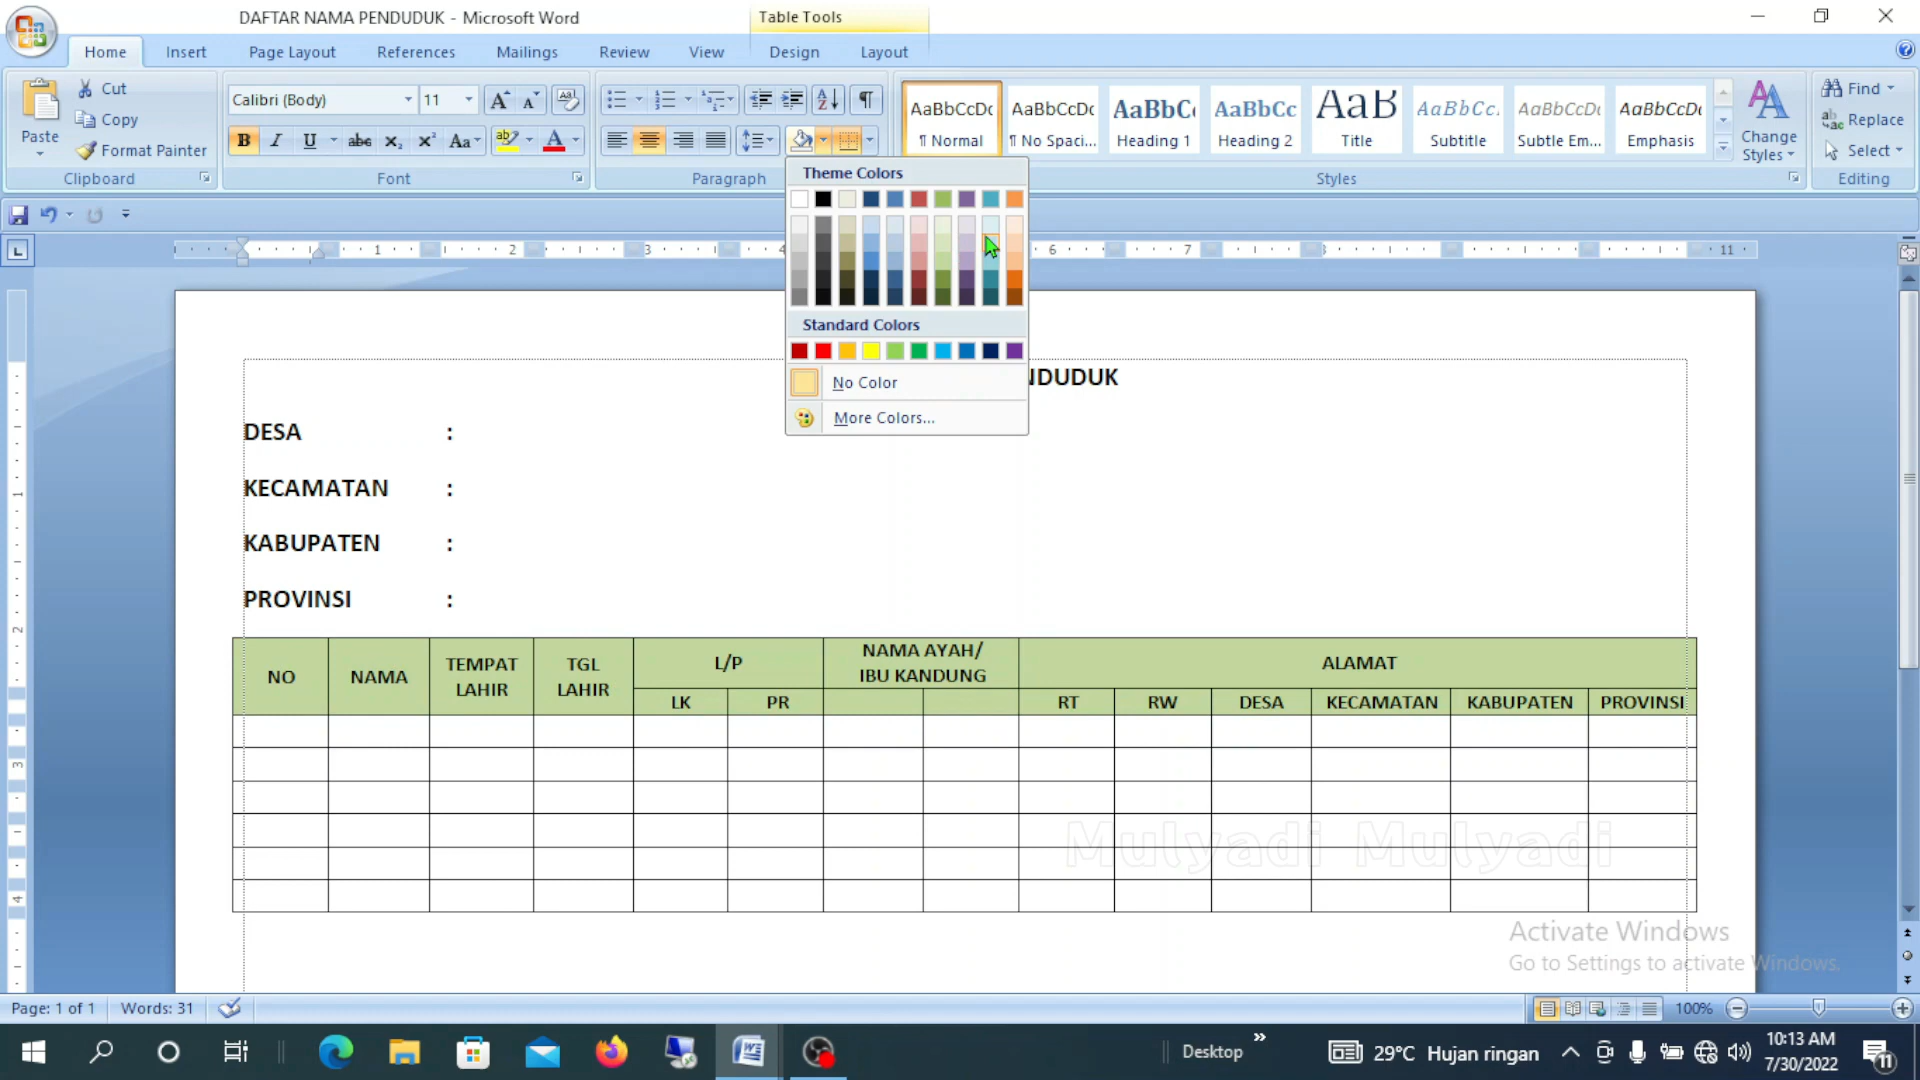 DAFTAR NAMA PENDUDUK - Microsoft Word
Table Tools
Home Insert Page Layout References Mailings Review View Design Layout
Paste
Cut
Copy
Format Painter
Clipboard
Calibri (Body) 11
Font
Paragraph
AaBbCcDc AaBbCcDc AaBbC AaBbCc AaB AaBbCc. AaBbCcDc AaBbCcDc
¶ Normal ¶ No Spaci... Heading 1 Heading 2 Title Subtitle Subtle Em... Emphasis
Change
Styles
Styles
Find
Replace
Select
Editing
Theme Colors
Standard Colors
No Color
More Colors...
1 6 7 8 11
NDUDUK
DESA :
KECAMATAN :
KABUPATEN :
PROVINSI :
NO NAMA TEMPAT LAHIR TGL LAHIR L/P NAMA AYAH/ IBU KANDUNG ALAMAT
LK PR RT RW DESA KECAMATAN KABUPATEN PROVINSI
Mulyadi Mulyadi
Activate Windows
Go to Settings to activate Windows.
Page: 1 of 1 Words: 31 100%
Desktop 29°C Hujan ringan 10:13 AM
7/30/2022 11